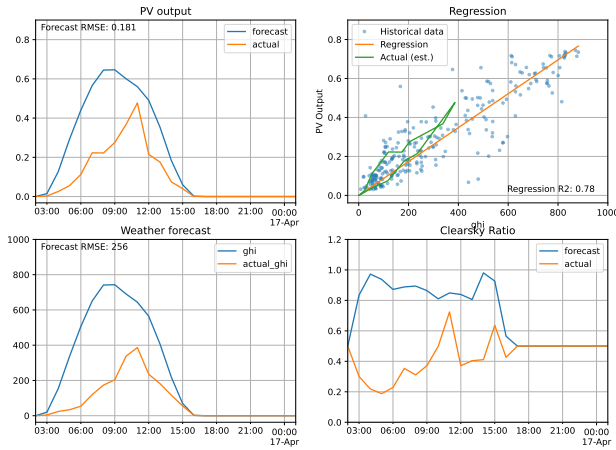 PV output
Forecast RMSE: 0.181
forecast
actual
0.8
0.6
0.4
0.2
0.0
03:00 06:00 09:00 12:00 15:00 18:00 21:00 00:00
17-Apr
Regression
Historical data
Regression
Actual (est.)
PV Output
0.8
0.6
0.4
0.2
0.0
Regression R2: 0.78
0 200 400 600 800 1000
ghi
Weather forecast
Forecast RMSE: 256
ghi
actual_ghi
1000
800
600
400
200
0
03:00 06:00 09:00 12:00 15:00 18:00 21:00 00:00
17-Apr
Clearsky Ratio
forecast
actual
1.2
1.0
0.8
0.6
0.4
0.2
0.0
03:00 06:00 09:00 12:00 15:00 18:00 21:00 00:00
17-Apr